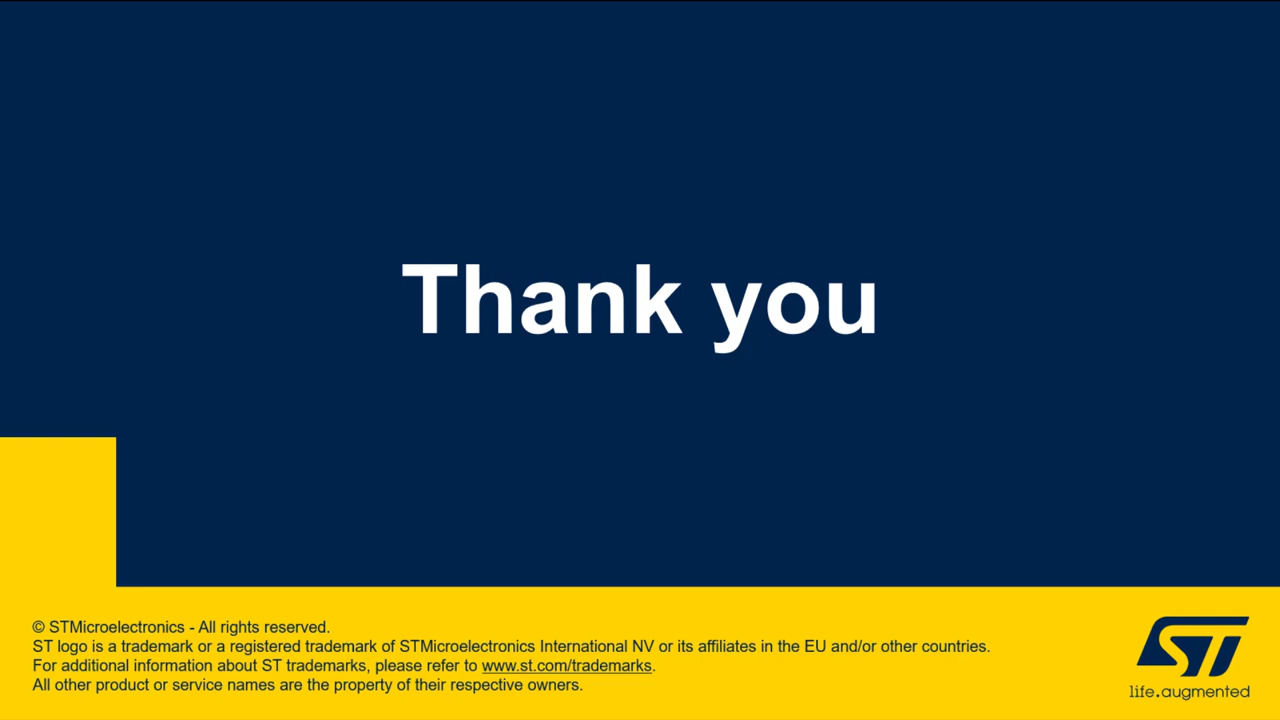 Thank you
© STMicroelectronics - All rights reserved.
ST logo is a trademark or a registered trademark of STMicroelectronics International NV or its affiliates in the EU and/or other countries.
For additional information about ST trademarks, please refer to www.st.com/trademarks.
All other product or service names are the property of their respective owners.
ST
life.augmented